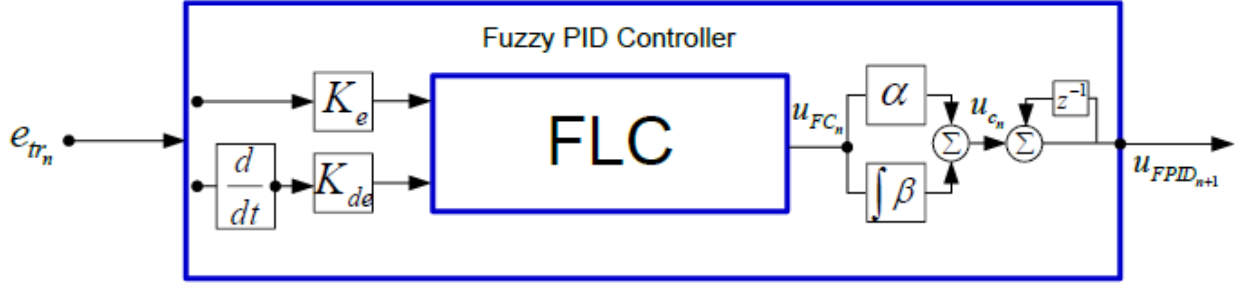 Fuzzy PID Controller
e_{tr_n}
K_e
d/dt
K_{de}
FLC
u_{FC_n}
α
∫β
Σ
u_{c_n}
Σ
z^{-1}
u_{FPID_{n+1}}